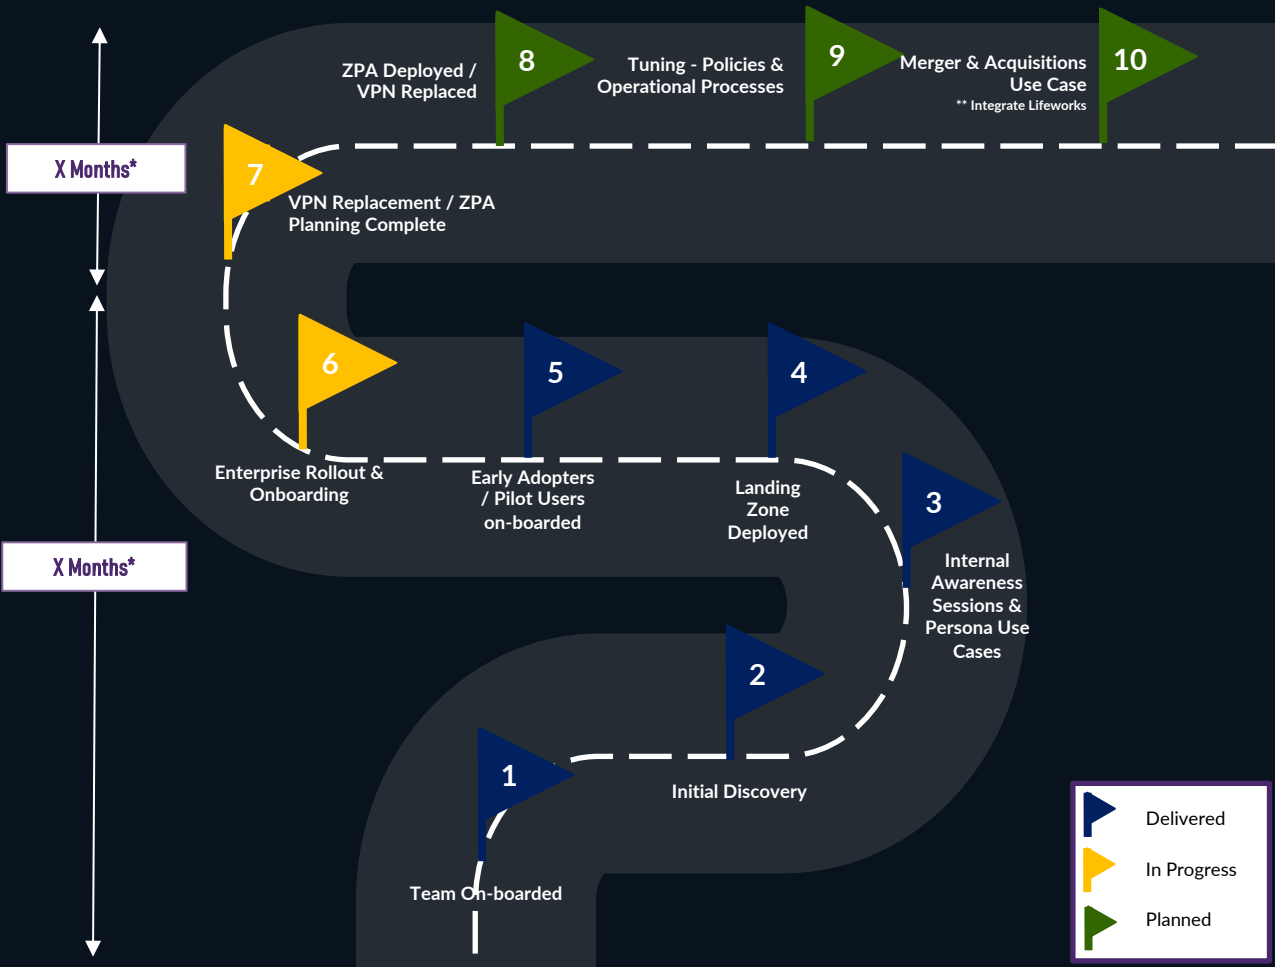 8
ZPA Deployed /
VPN Replaced
9
Tuning - Policies &
Operational Processes
10
Merger & Acquisitions
Use Case
** Integrate Lifeworks
X Months*
7
VPN Replacement / ZPA
Planning Complete
6
Enterprise Rollout &
Onboarding
5
Early Adopters
/ Pilot Users
on-boarded
4
Landing
Zone
Deployed
3
Internal
Awareness
Sessions &
Persona Use
Cases
X Months*
2
Initial Discovery
1
Team On-boarded
Delivered
In Progress
Planned